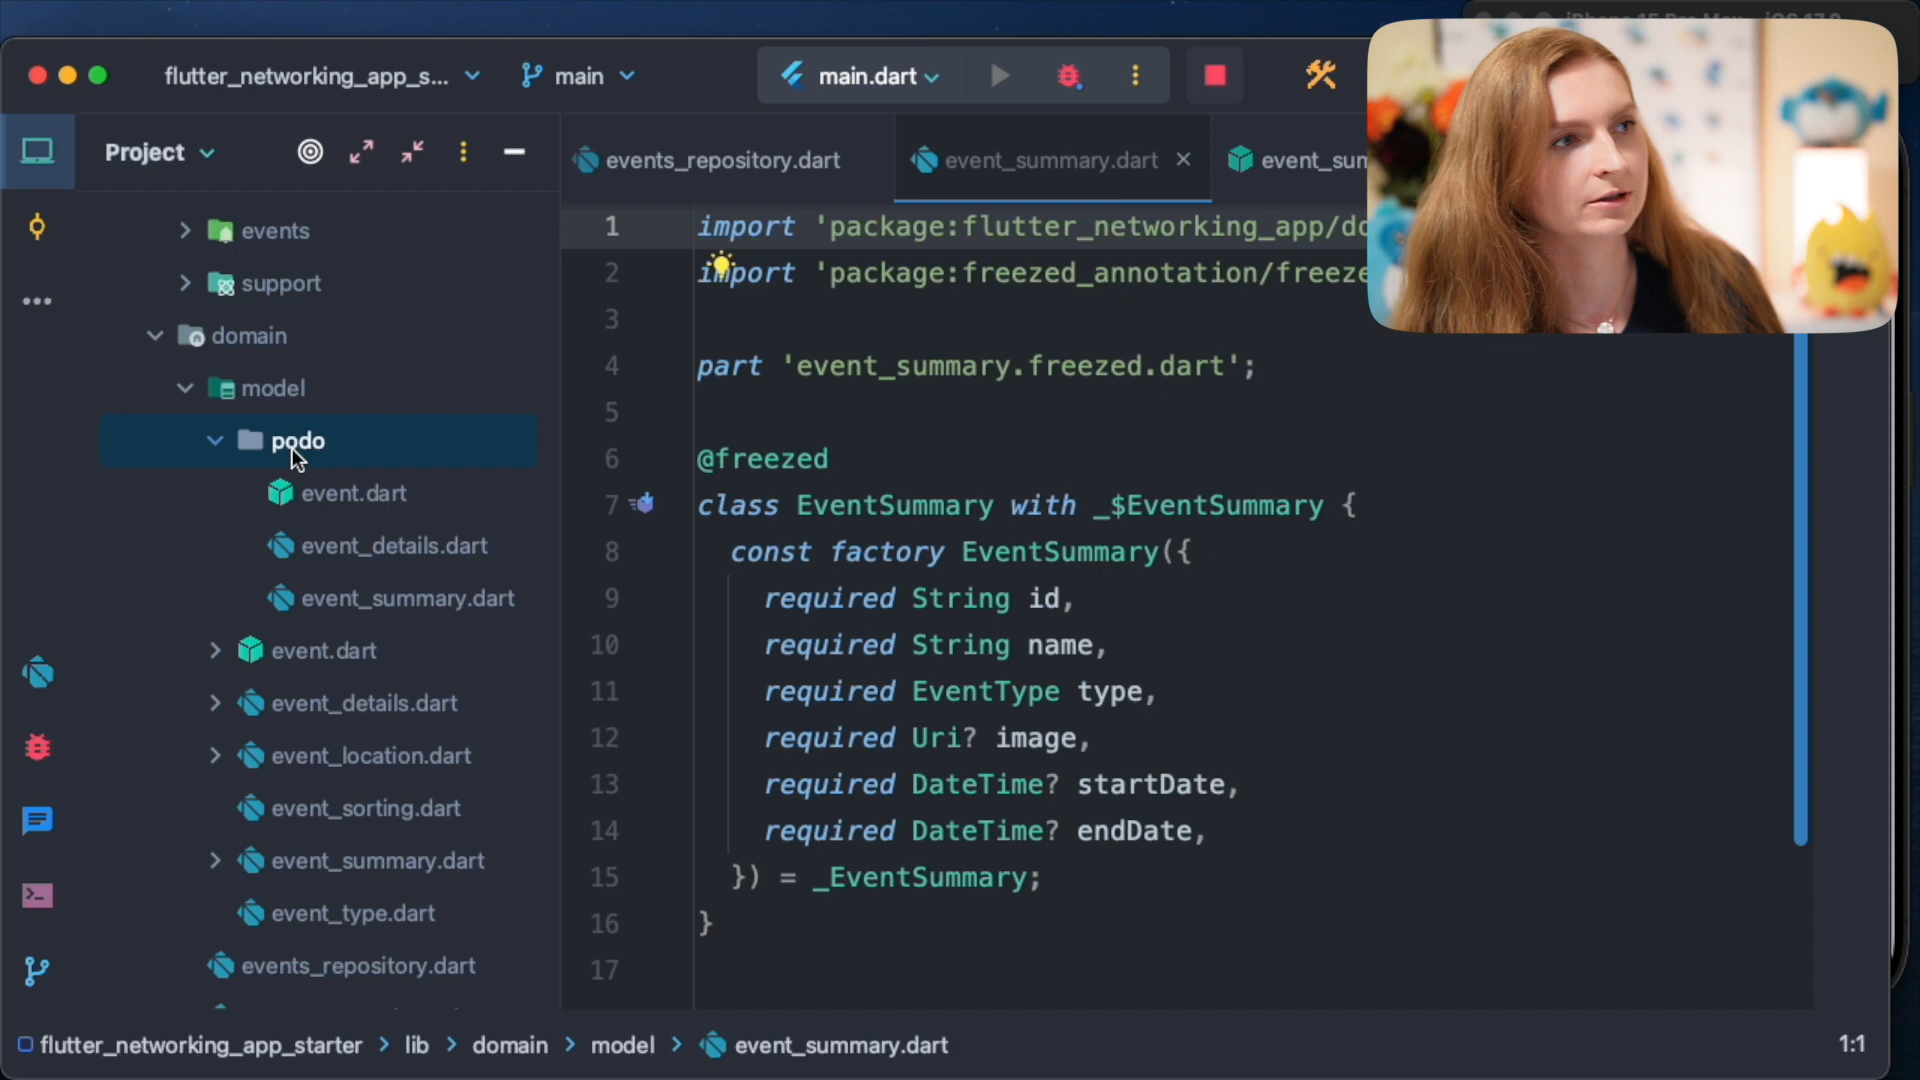 flutter_networking_app_s...
main
main.dart
Project
events_repository.dart
event_summary.dart
event_sum
events
support
domain
model
podo
event.dart
event_details.dart
event_summary.dart
event.dart
event_details.dart
event_location.dart
event_sorting.dart
event_summary.dart
event_type.dart
events_repository.dart
1 import 'package:flutter_networking_app/do
2 import 'package:freezed_annotation/freeze
3
4 part 'event_summary.freezed.dart';
5
6 @freezed
7 class EventSummary with _$EventSummary {
8 const factory EventSummary({
9 required String id,
10 required String name,
11 required EventType type,
12 required Uri? image,
13 required DateTime? startDate,
14 required DateTime? endDate,
15 }) = _EventSummary;
16 }
17
flutter_networking_app_starter > lib > domain > model > event_summary.dart
1:1